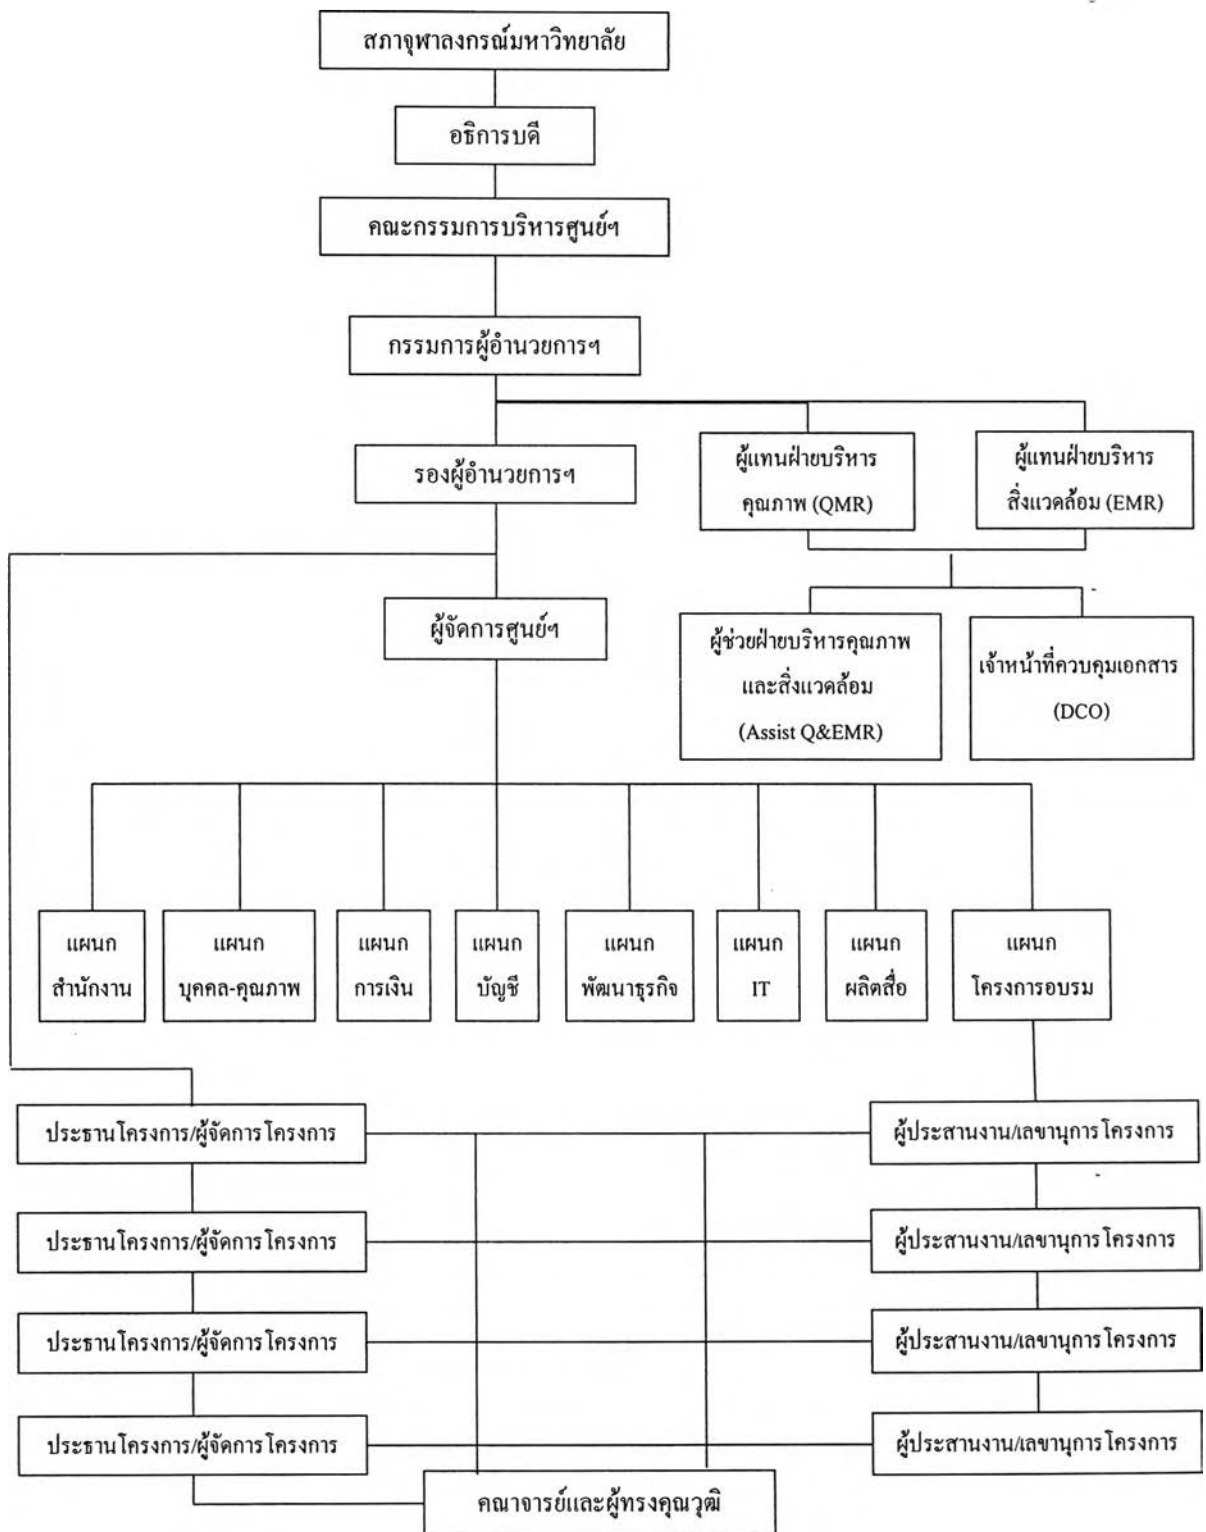 สภาจุฬาลงกรณ์มหาวิทยาลัย
อธิการบดี
คณะกรรมการบริหารศูนย์ฯ
กรรมการผู้อำนวยการฯ
รองผู้อำนวยการฯ
ผู้แทนฝ่ายบริหาร
คุณภาพ (QMR)
ผู้แทนฝ่ายบริหาร
สิ่งแวดล้อม (EMR)
ผู้จัดการศูนย์ฯ
ผู้ช่วยฝ่ายบริหารคุณภาพ
และสิ่งแวดล้อม
(Assist Q&EMR)
เจ้าหน้าที่ควบคุมเอกสาร
(DCO)
แผนก
สำนักงาน
แผนก
บุคคล-คุณภาพ
แผนก
การเงิน
แผนก
บัญชี
แผนก
พัฒนาธุรกิจ
แผนก
IT
แผนก
ผลิตสื่อ
แผนก
โครงการอบรม
ประธานโครงการ/ผู้จัดการโครงการ
ผู้ประสานงาน/เลขานุการโครงการ
ประธานโครงการ/ผู้จัดการโครงการ
ผู้ประสานงาน/เลขานุการโครงการ
ประธานโครงการ/ผู้จัดการโครงการ
ผู้ประสานงาน/เลขานุการโครงการ
ประธานโครงการ/ผู้จัดการโครงการ
ผู้ประสานงาน/เลขานุการโครงการ
คณาจารย์และผู้ทรงคุณวุฒิ